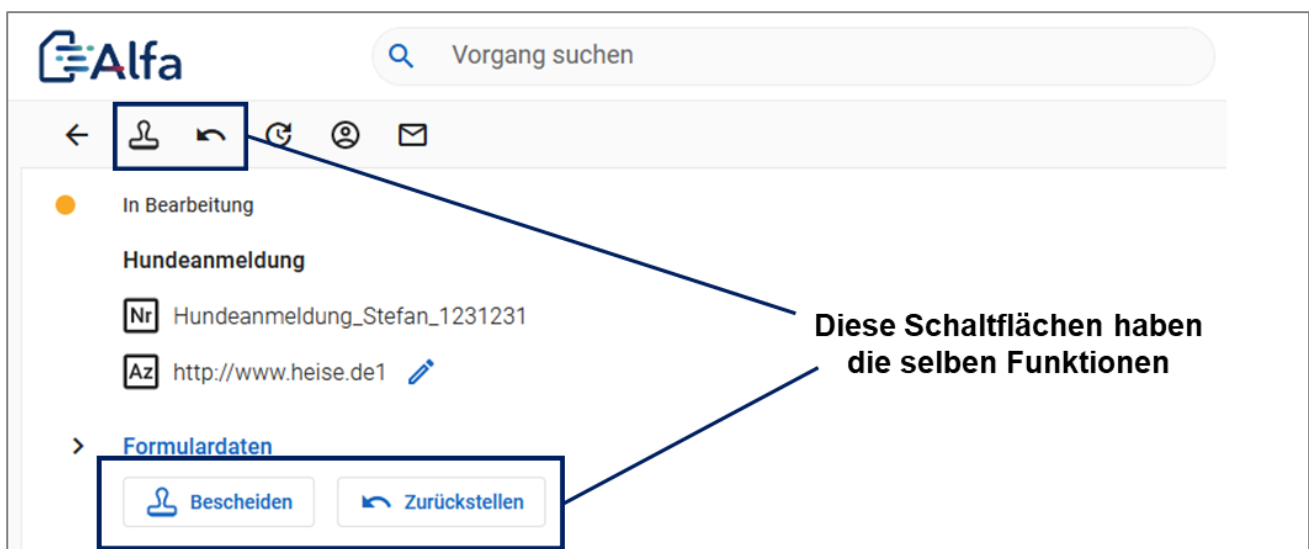 Alfa
Vorgang suchen
In Bearbeitung
Hundeanmeldung
Nr Hundeanmeldung_Stefan_1231231
Az http://www.heise.de1
Diese Schaltflächen haben
die selben Funktionen
Formulardaten
Bescheiden Zurückstellen